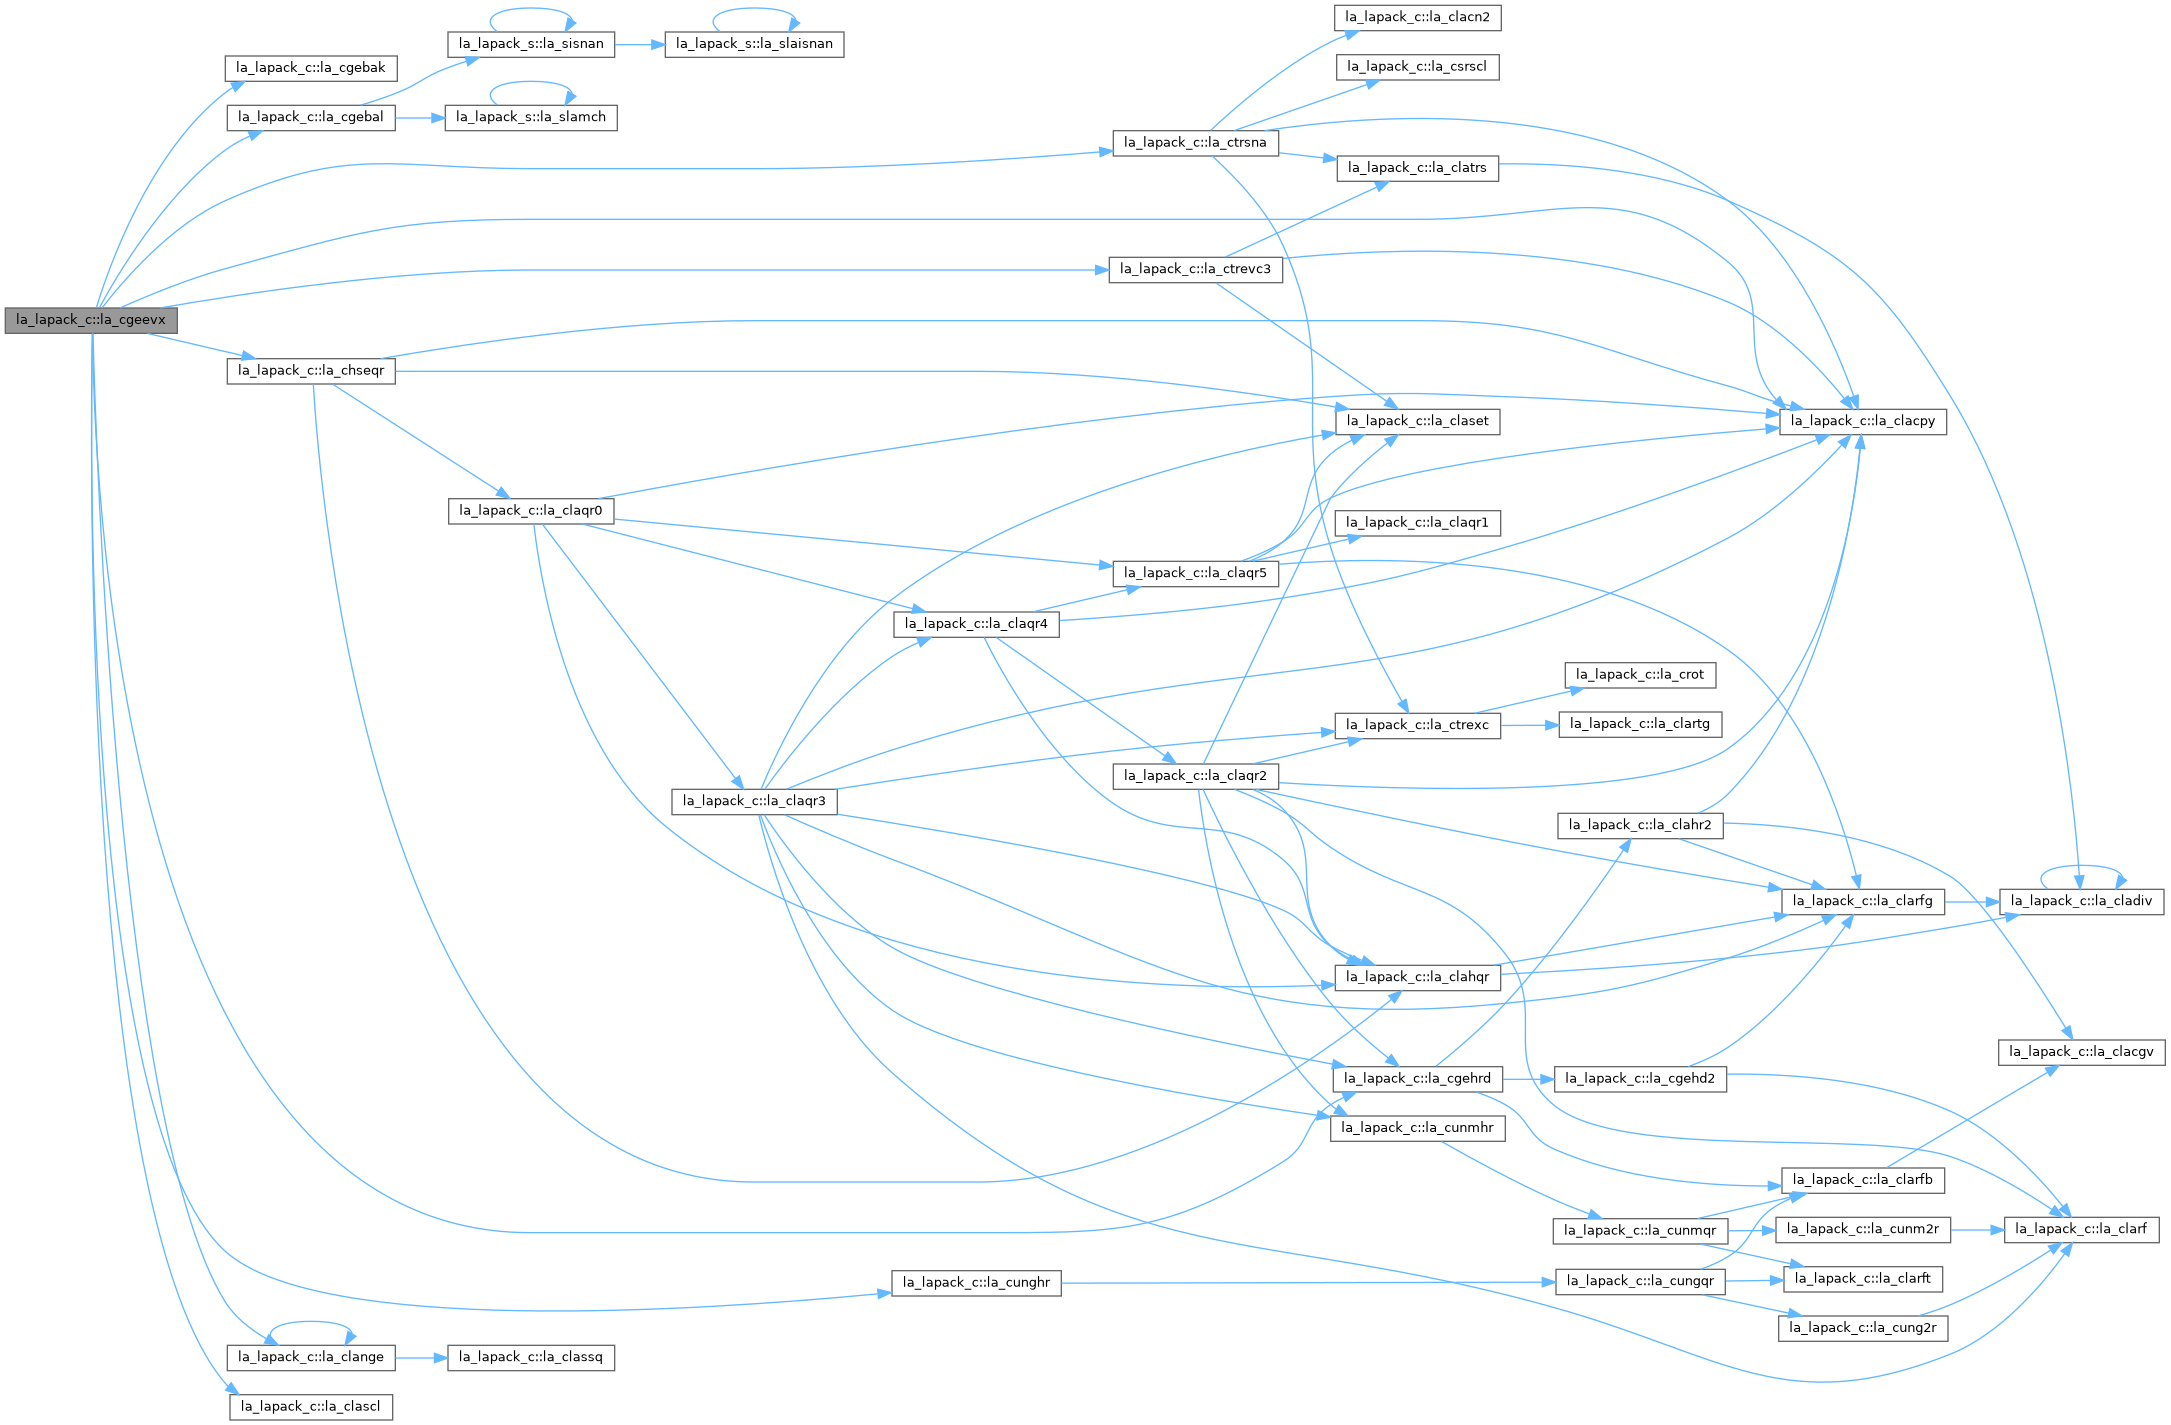 la_lapack_c::la_clacn2
la_lapack_s::la_sisnan
la_lapack_s::la_slaisnan
la_lapack_c::la_cgebak
la_lapack_c::la_csrscl
la_lapack_c::la_cgebal
la_lapack_s::la_slamch
la_lapack_c::la_ctrsna
la_lapack_c::la_clatrs
la_lapack_c::la_ctrevc3
la_lapack_c::la_cgeevx
la_lapack_c::la_chseqr
la_lapack_c::la_claset
la_lapack_c::la_clacpy
la_lapack_c::la_claqr0
la_lapack_c::la_claqr1
la_lapack_c::la_claqr5
la_lapack_c::la_claqr4
la_lapack_c::la_crot
la_lapack_c::la_ctrexc
la_lapack_c::la_clartg
la_lapack_c::la_claqr2
la_lapack_c::la_claqr3
la_lapack_c::la_clahr2
la_lapack_c::la_clarfg
la_lapack_c::la_cladiv
la_lapack_c::la_clahqr
la_lapack_c::la_clacgv
la_lapack_c::la_cgehrd
la_lapack_c::la_cgehd2
la_lapack_c::la_cunmhr
la_lapack_c::la_clarfb
la_lapack_c::la_cunmqr
la_lapack_c::la_cunm2r
la_lapack_c::la_clarf
la_lapack_c::la_cunghr
la_lapack_c::la_cungqr
la_lapack_c::la_clarft
la_lapack_c::la_cung2r
la_lapack_c::la_clange
la_lapack_c::la_classq
la_lapack_c::la_clascl